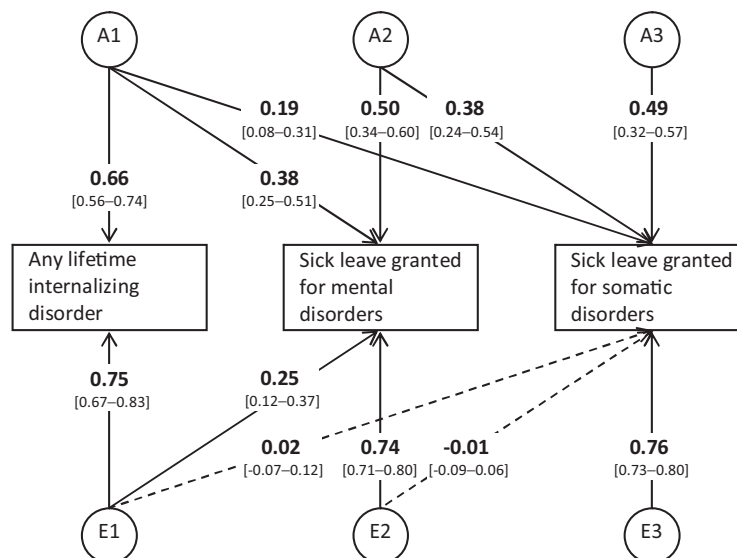 A1
A2
A3
0.19
[0.08–0.31]
0.50
[0.34–0.60]
0.38
[0.24–0.54]
0.49
[0.32–0.57]
0.66
[0.56–0.74]
0.38
[0.25–0.51]
Any lifetime
internalizing
disorder
Sick leave granted
for mental
disorders
Sick leave granted
for somatic
disorders
0.75
[0.67–0.83]
0.25
[0.12–0.37]
0.02
[-0.07–0.12]
0.74
[0.71–0.80]
-0.01
[-0.09–0.06]
0.76
[0.73–0.80]
E1
E2
E3